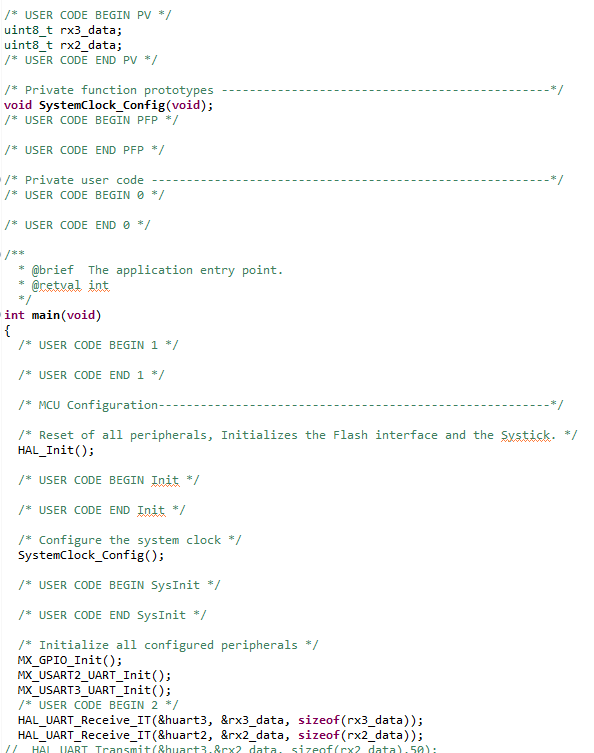 /* USER CODE BEGIN PV */
uint8_t rx3_data;
uint8_t rx2_data;
/* USER CODE END PV */
/* Private function prototypes -----------------------------------------------*/
void SystemClock_Config(void);
/* USER CODE BEGIN PFP */
/* USER CODE END PFP */
/* Private user code ---------------------------------------------------------*/
/* USER CODE BEGIN 0 */
/* USER CODE END 0 */
/**
* @brief  The application entry point.
* @retval int
*/
int main(void)
{
/* USER CODE BEGIN 1 */
/* USER CODE END 1 */
/* MCU Configuration--------------------------------------------------------*/
/* Reset of all peripherals, Initializes the Flash interface and the Systick. */
HAL_Init();
/* USER CODE BEGIN Init */
/* USER CODE END Init */
/* Configure the system clock */
SystemClock_Config();
/* USER CODE BEGIN SysInit */
/* USER CODE END SysInit */
/* Initialize all configured peripherals */
MX_GPIO_Init();
MX_USART2_UART_Init();
MX_USART3_UART_Init();
/* USER CODE BEGIN 2 */
HAL_UART_Receive_IT(&huart3, &rx3_data, sizeof(rx3_data));
HAL_UART_Receive_IT(&huart2, &rx2_data, sizeof(rx2_data));
//  HAL_UART_Transmit(&huart3,&rx2_data, sizeof(rx2_data),50);